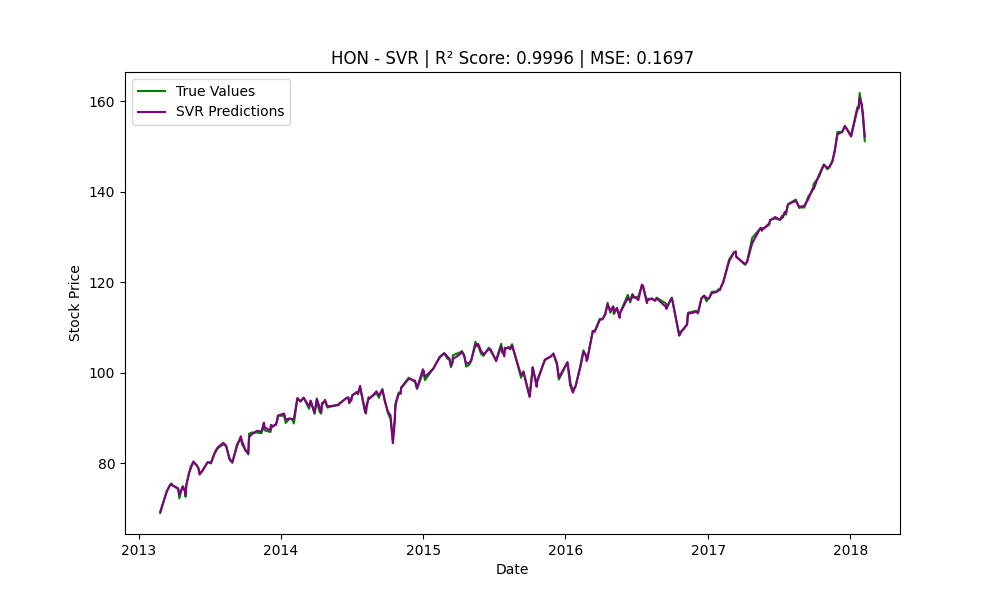 HON - SVR | R² Score: 0.9996 | MSE: 0.1697
True Values
SVR Predictions
160
140
120
100
80
Stock Price
2013 2014 2015 2016 2017 2018
Date